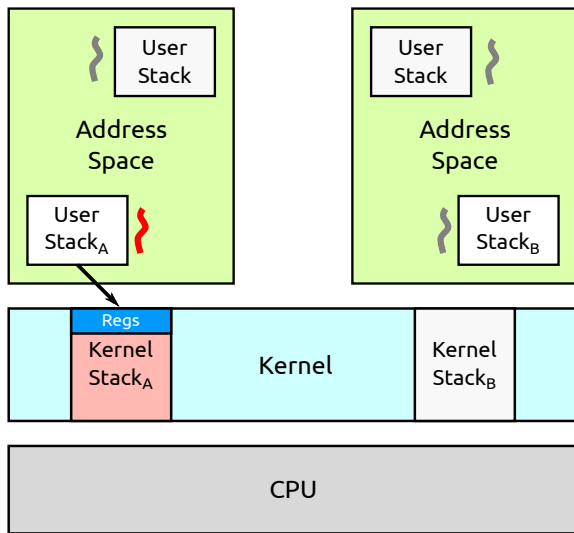 User
Stack
User
Stack
Address
Space
Address
Space
User
StackA
User
StackB
Regs
Kernel
StackA
Kernel
Kernel
StackB
CPU